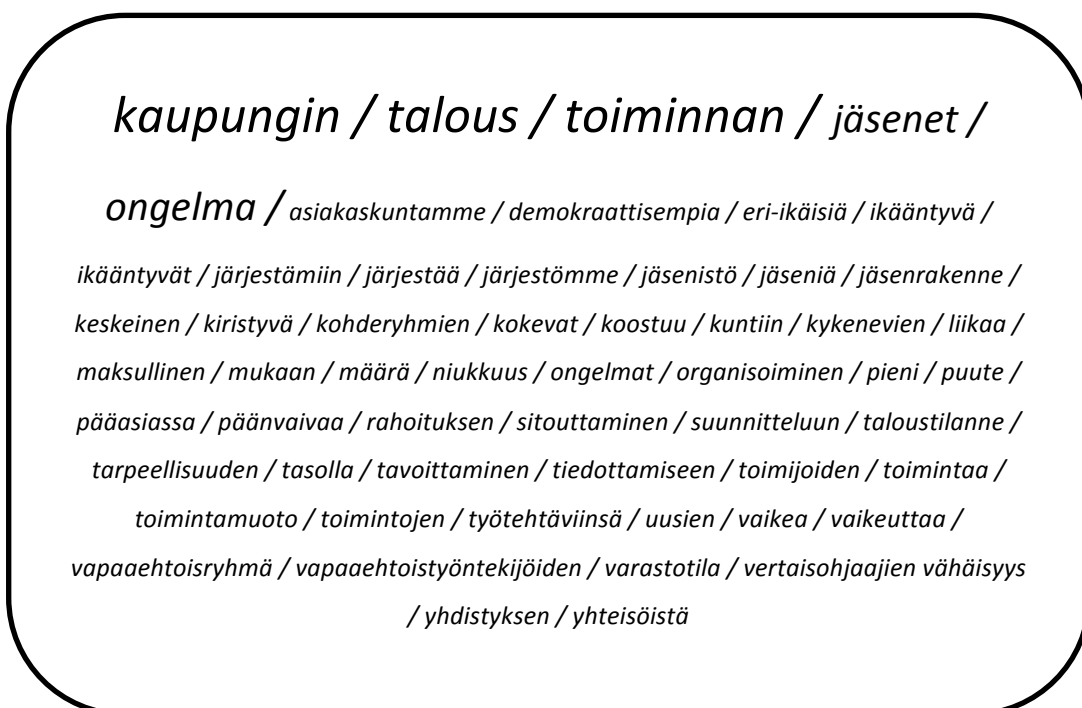 kaupungin / talous / toiminnan / jäsenet /
ongelma / asiakaskuntamme / demokraattisempia / eri-ikäisiä / ikääntyvä /
ikääntyvät / järjestämiin / järjestää / järjestömme / jäsenistö / jäseniä / jäsenrakenne /
keskeinen / kiristyvä / kohderyhmien / kokevat / koostuu / kuntiin / kykenevien / liikaa /
maksullinen / mukaan / määrä / niukkuus / ongelmat / organisoiminen / pieni / puute /
pääasiassa / päänvaivaa / rahoituksen / sitouttaminen / suunnitteluun / taloustilanne /
tarpeellisuuden / tasolla / tavoittaminen / tiedottamiseen / toimijoiden / toimintaa /
toimintamuoto / toimintojen / työtehtäviinsä / uusien / vaikea / vaikeuttaa /
vapaaehtoisryhmä / vapaaehtoistyöntekijöiden / varastotila / vertaisohjaajien vähäisyys
/ yhdistyksen / yhteisöistä